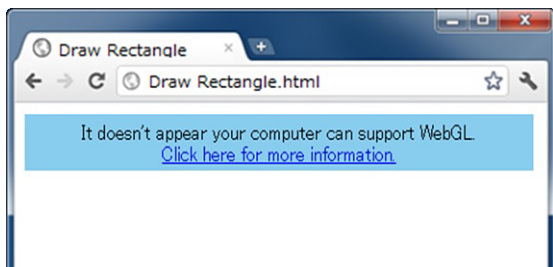 Draw Rectangle
Draw Rectangle.html
It doesn't appear your computer can support WebGL.
Click here for more information.